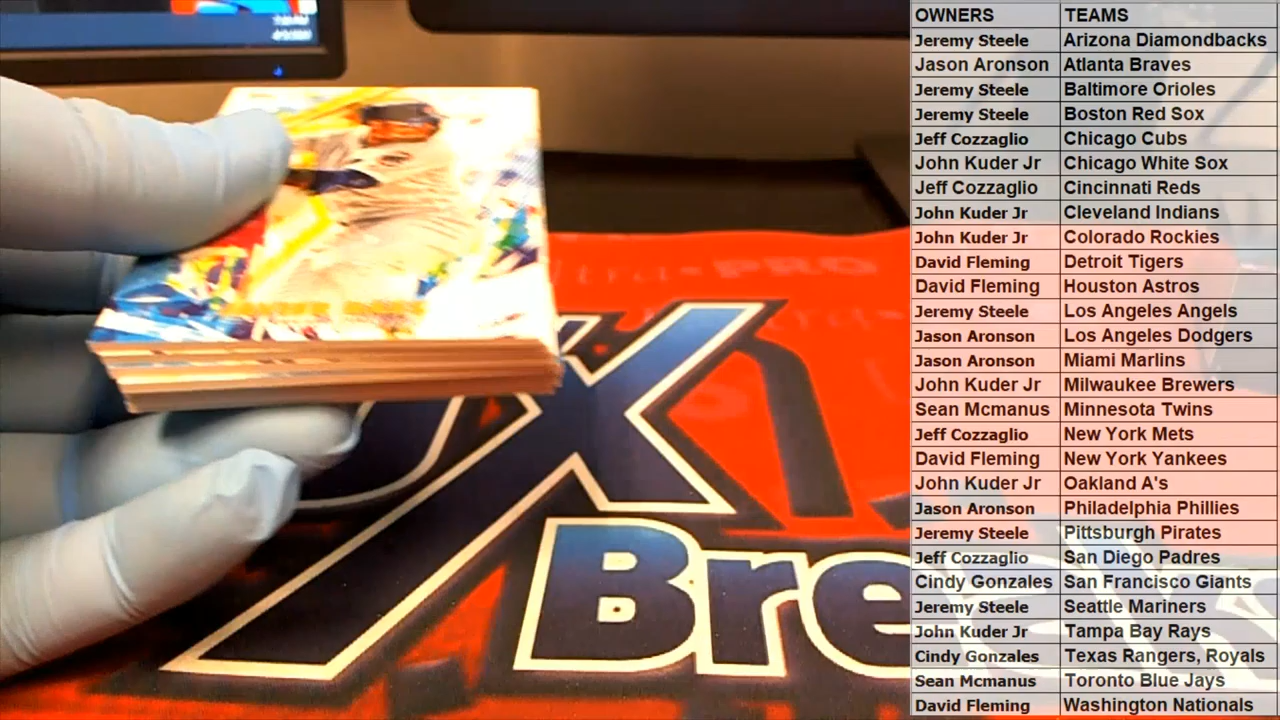 OWNERS TEAMS
Jeremy Steele Arizona Diamondbacks
Jason Aronson Atlanta Braves
Jeremy Steele Baltimore Orioles
Jeremy Steele Boston Red Sox
Jeff Cozzaglio Chicago Cubs
John Kuder Jr Chicago White Sox
Jeff Cozzaglio Cincinnati Reds
John Kuder Jr Cleveland Indians
John Kuder Jr Colorado Rockies
David Fleming Detroit Tigers
David Fleming Houston Astros
Jeremy Steele Los Angeles Angels
Jason Aronson Los Angeles Dodgers
Jason Aronson Miami Marlins
John Kuder Jr Milwaukee Brewers
Sean Mcmanus Minnesota Twins
Jeff Cozzaglio New York Mets
David Fleming New York Yankees
John Kuder Jr Oakland A's
Jason Aronson Philadelphia Phillies
Jeremy Steele Pittsburgh Pirates
Jeff Cozzaglio San Diego Padres
Cindy Gonzales San Francisco Giants
Jeremy Steele Seattle Mariners
John Kuder Jr Tampa Bay Rays
Cindy Gonzales Texas Rangers, Royals
Sean Mcmanus Toronto Blue Jays
David Fleming Washington Nationals
ultra PRO
X
Bre